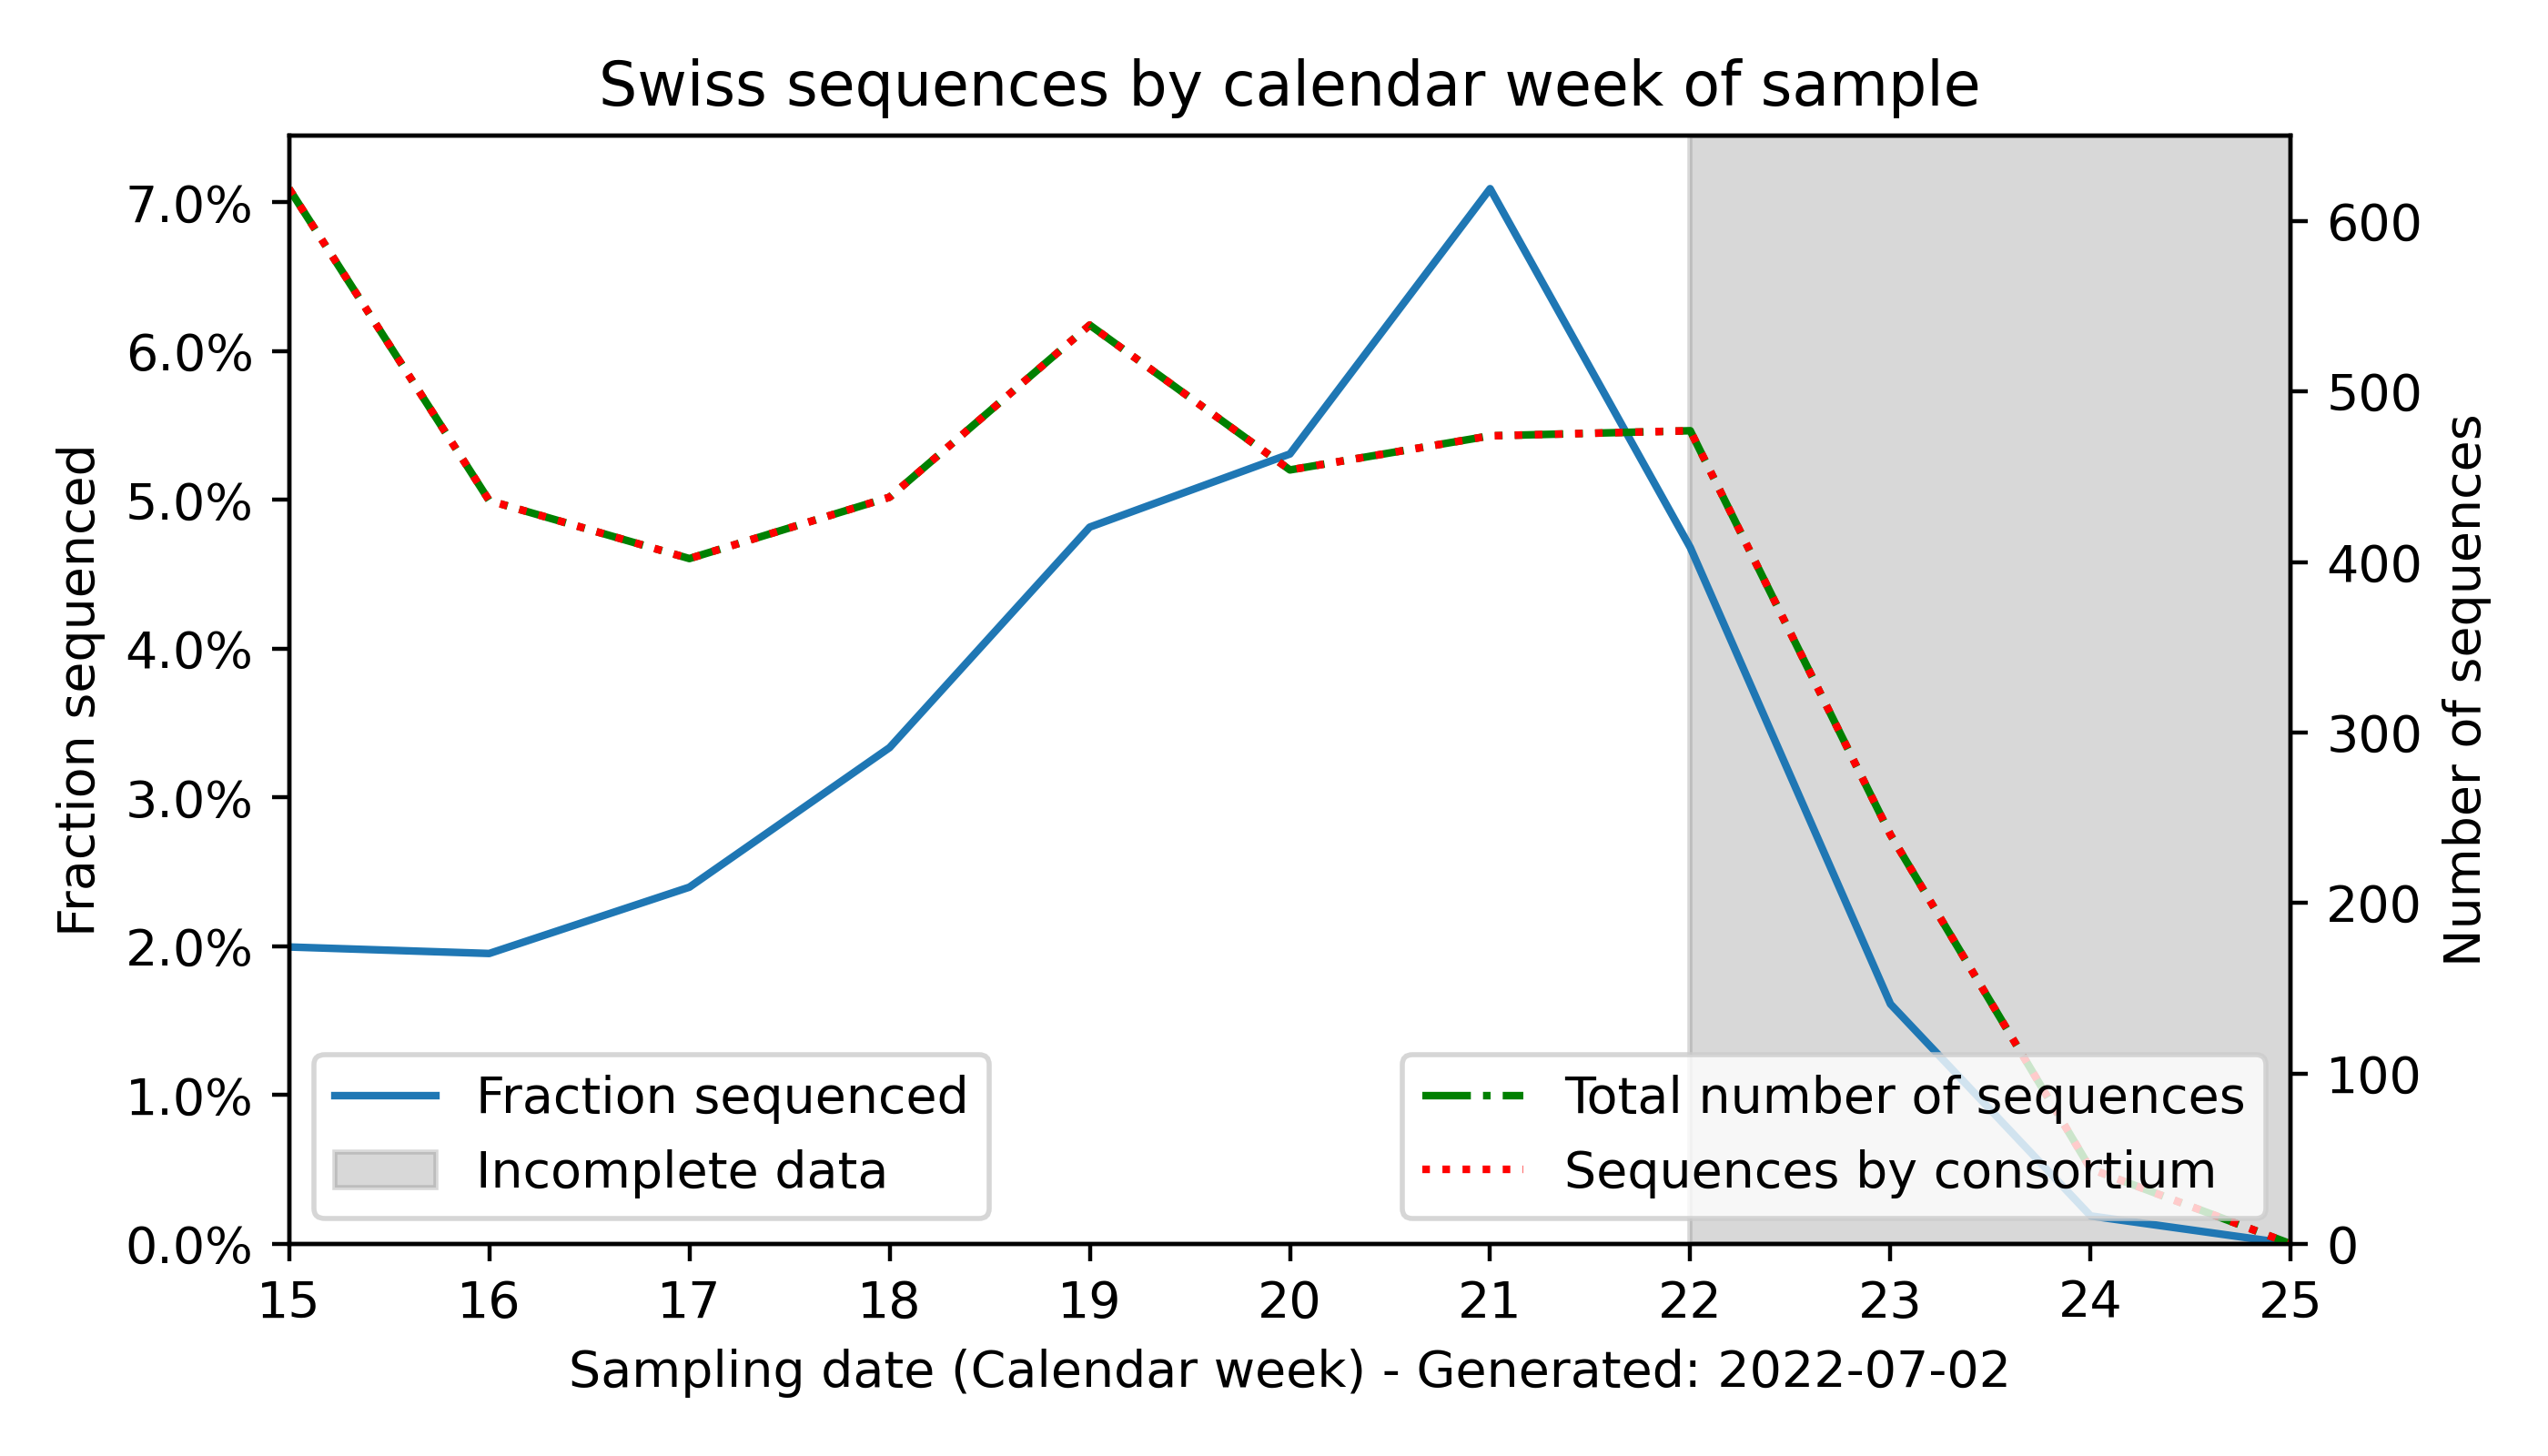 Swiss sequences by calendar week of sample
7.0%
6.0%
5.0%
4.0%
3.0%
2.0%
1.0%
0.0%
Fraction sequenced
600
500
400
300
200
100
0
Number of sequences
Fraction sequenced
Incomplete data
Total number of sequences
Sequences by consortium
15 16 17 18 19 20 21 22 23 24 25
Sampling date (Calendar week) - Generated: 2022-07-02